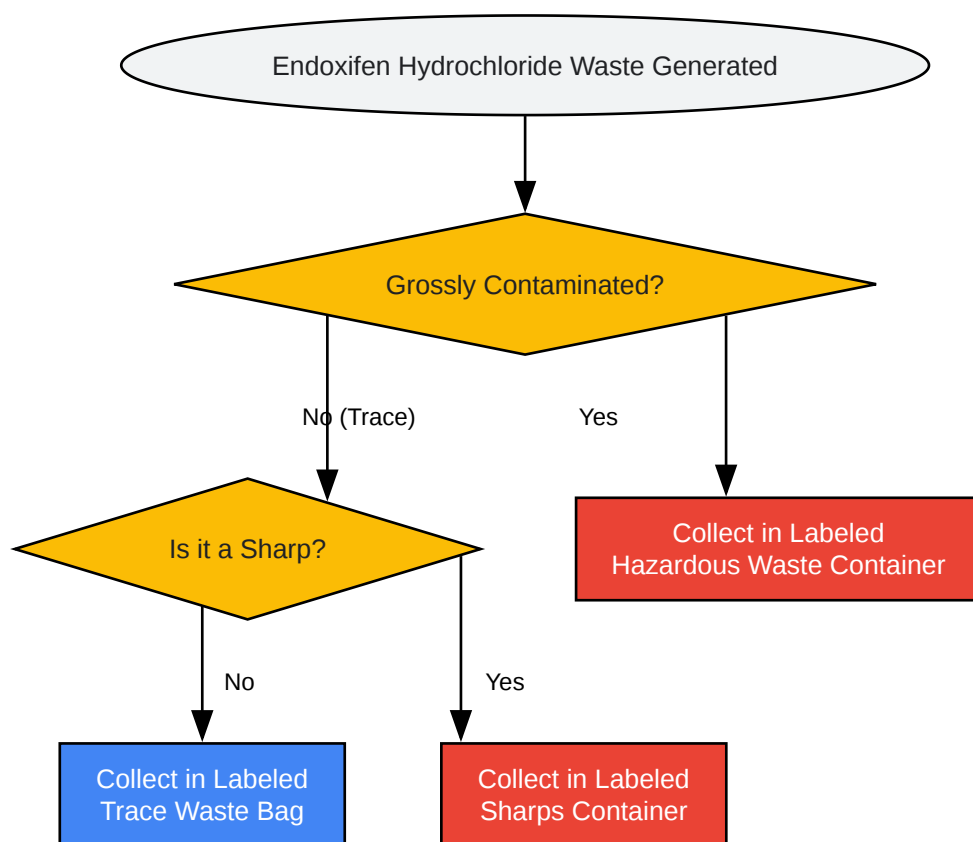 Endoxifen Hydrochloride Waste Generated
Grossly Contaminated?
No (Trace)
Yes
Is it a Sharp?
Collect in Labeled
Hazardous Waste Container
No
Yes
Collect in Labeled
Trace Waste Bag
Collect in Labeled
Sharps Container